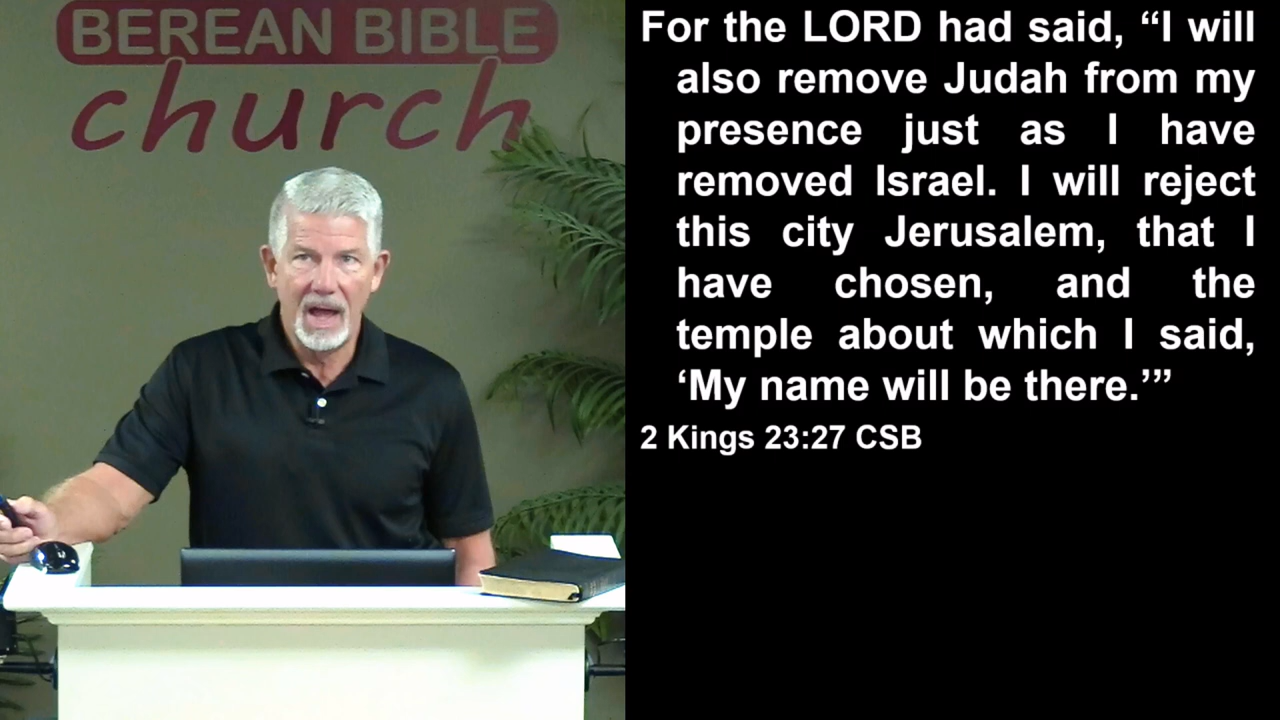 BEREAN BIBLE
church
For the LORD had said, “I will
also remove Judah from my
presence just as I have
removed Israel. I will reject
this city Jerusalem, that I
have chosen, and the
temple about which I said,
‘My name will be there.’”
2 Kings 23:27 CSB